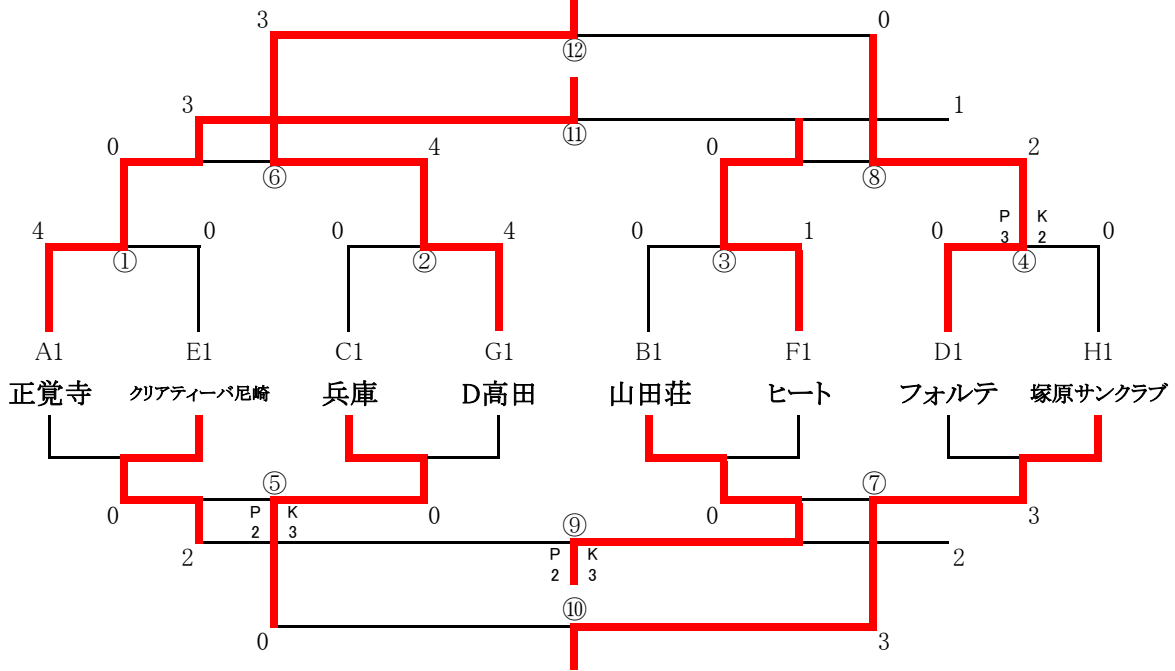 3 0
⑫
3 1
⑪
0 4 0 2
⑥ ⑧
4 0 0 4 0 1 0 P K 0
3 2
① ② ③ ④
A1 E1 C1 G1 B1 F1 D1 H1
正覚寺 クリアティーバ尼崎 兵庫 D高田 山田荘 ヒート フォルテ 塚原サンクラブ
⑤ ⑦
0 P K 0 0 3
2 3
⑨
2 P K 2
2 3
⑩
0 3